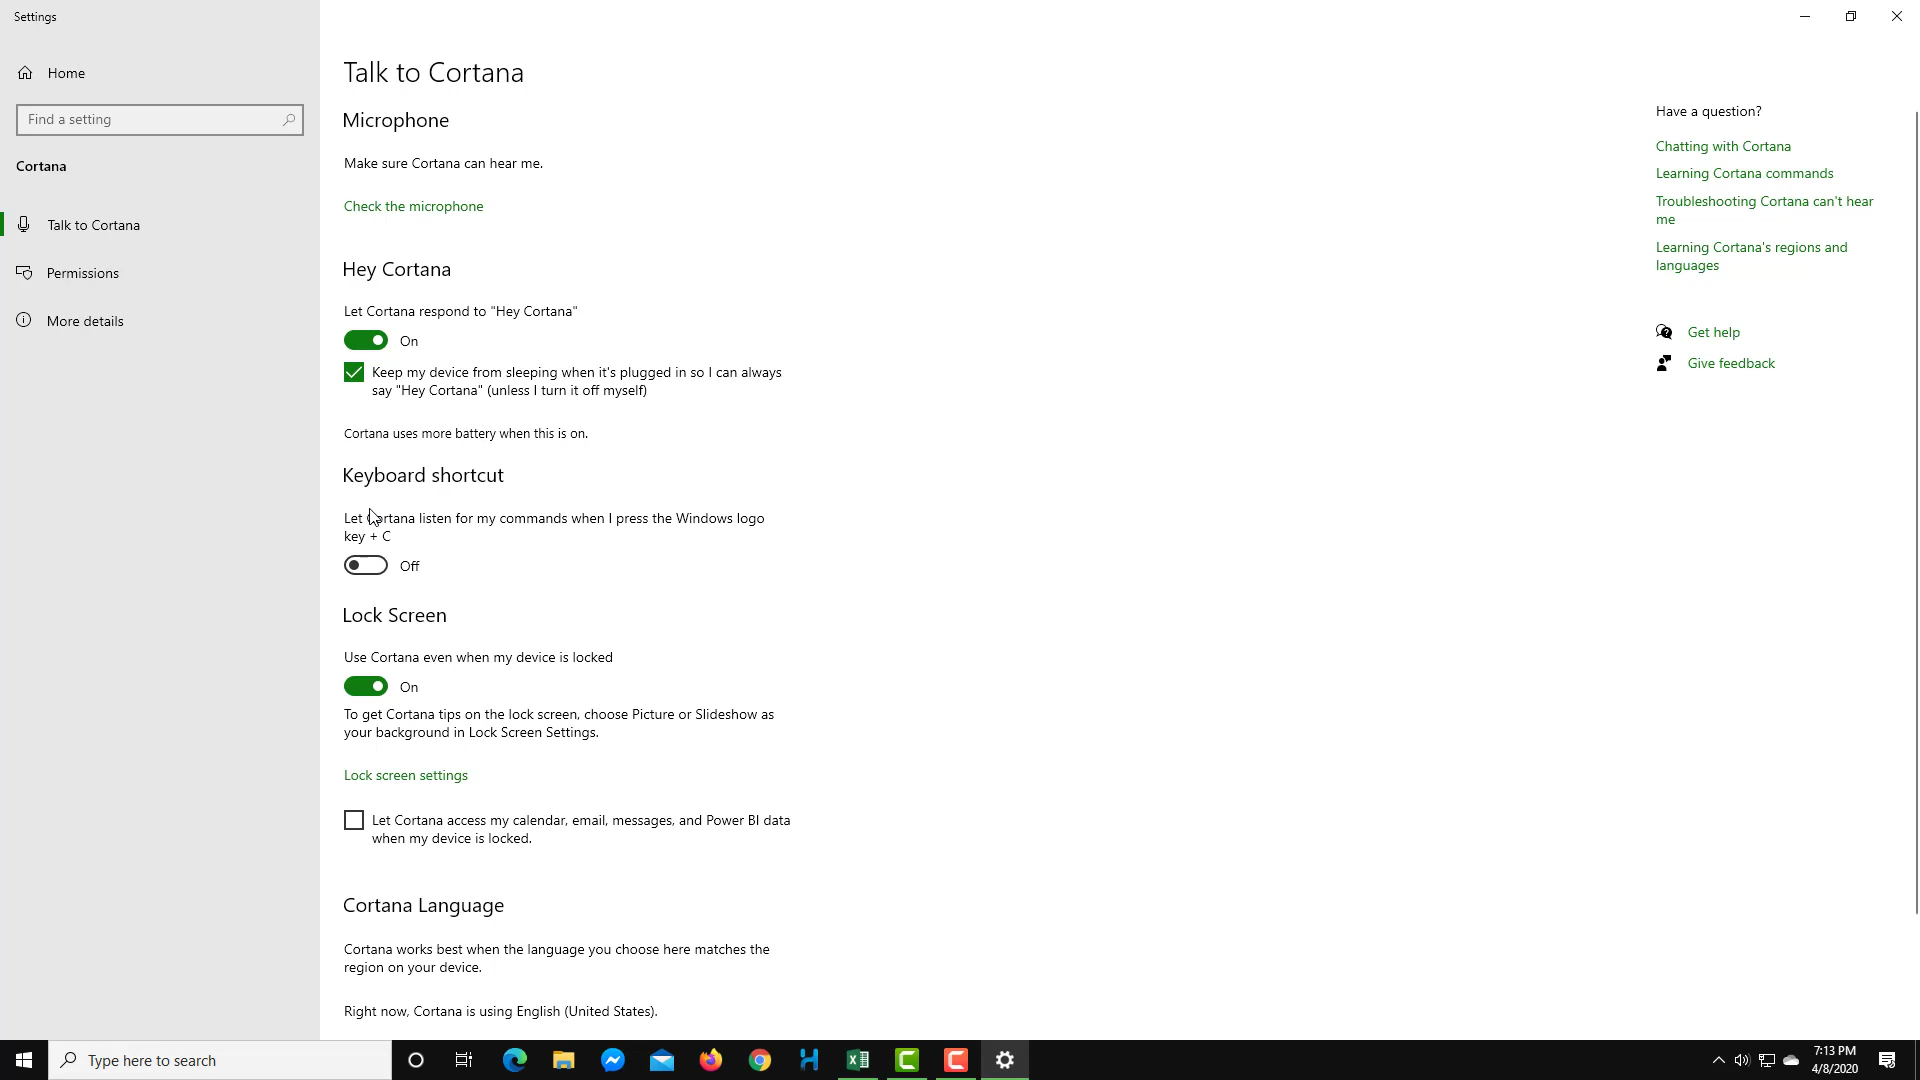 Settings
Home
Find a setting
Cortana
Talk to Cortana
Permissions
More details
Talk to Cortana
Microphone
Make sure Cortana can hear me.
Check the microphone
Hey Cortana
Let Cortana respond to "Hey Cortana"
On
Keep my device from sleeping when it's plugged in so I can always
say "Hey Cortana" (unless I turn it off myself)
Cortana uses more battery when this is on.
Keyboard shortcut
Let Cortana listen for my commands when I press the Windows logo
key + C
Off
Lock Screen
Use Cortana even when my device is locked
On
To get Cortana tips on the lock screen, choose Picture or Slideshow as
your background in Lock Screen Settings.
Lock screen settings
Let Cortana access my calendar, email, messages, and Power BI data
when my device is locked.
Cortana Language
Cortana works best when the language you choose here matches the
region on your device.
Right now, Cortana is using English (United States).
Have a question?
Chatting with Cortana
Learning Cortana commands
Troubleshooting Cortana can't hear
me
Learning Cortana's regions and
languages
Get help
Give feedback
Type here to search
7:13 PM
4/8/2020